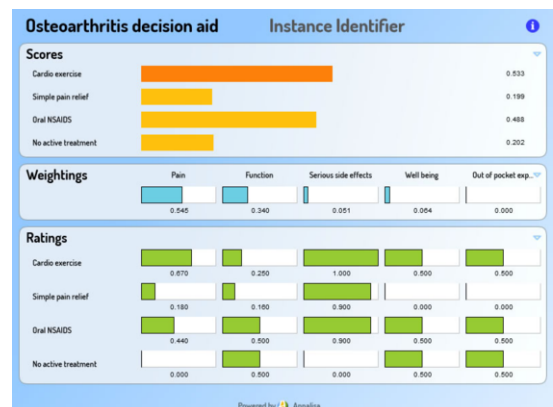 Osteoarthritis decision aid Instance Identifier i
Scores
Cardio exercise 0.533
Simple pain relief 0.199
Oral NSAIDS 0.488
No active treatment 0.202
Weightings Pain Function Serious side effects Well being Out of pocket exp...
0.545 0.340 0.051 0.064 0.000
Ratings
Cardio exercise
0.670 0.250 1.000 0.500 0.500
Simple pain relief
0.180 0.160 0.900 0.000 0.000
Oral NSAIDS
0.440 0.500 0.900 0.500 0.500
No active treatment
0.000 0.500 0.000 0.500 0.500
Powered by Annalisa